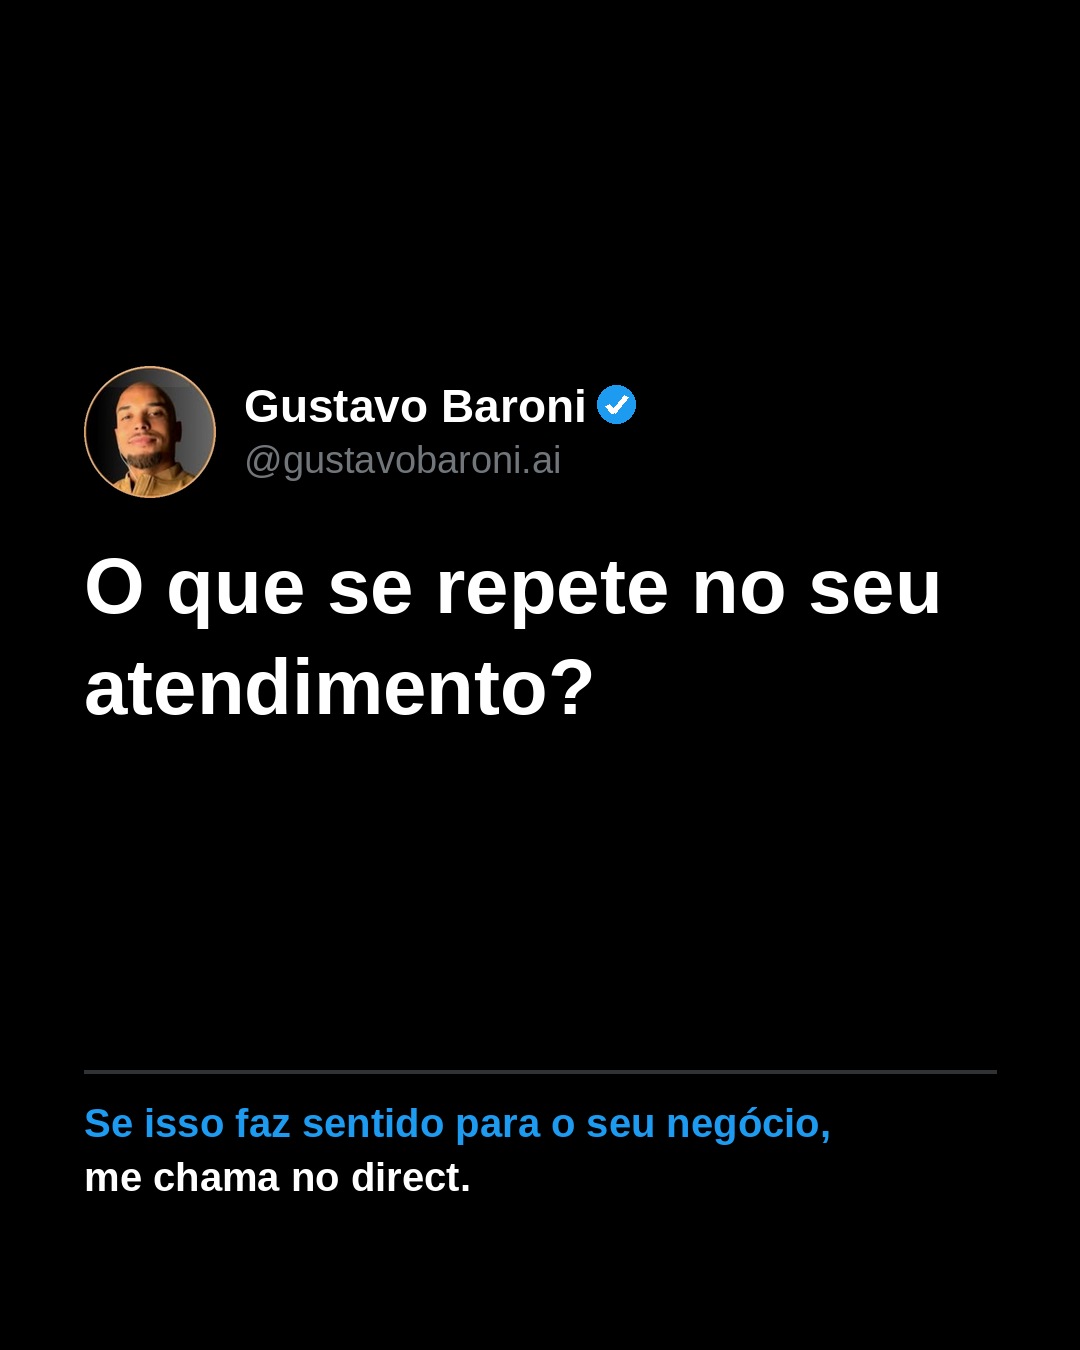 Gustavo Baroni
@gustavobaroni.ai
O que se repete no seu
atendimento?
Se isso faz sentido para o seu negócio,
me chama no direct.